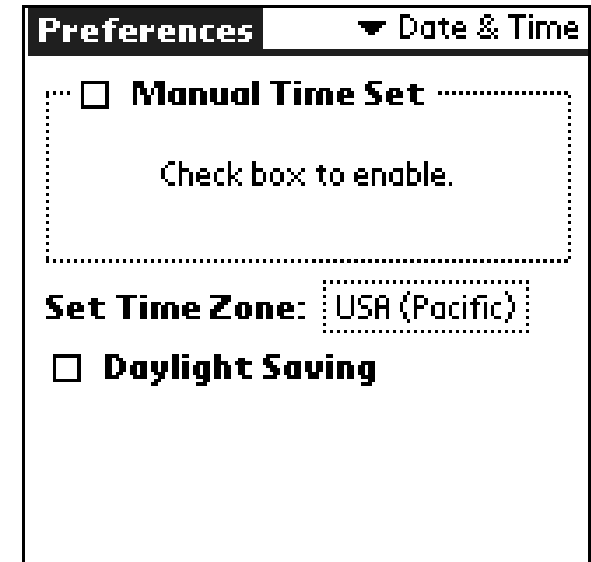 Preferences Date & Time
Manual Time Set
Check box to enable.
Set Time Zone: USA (Pacific)
Daylight Saving